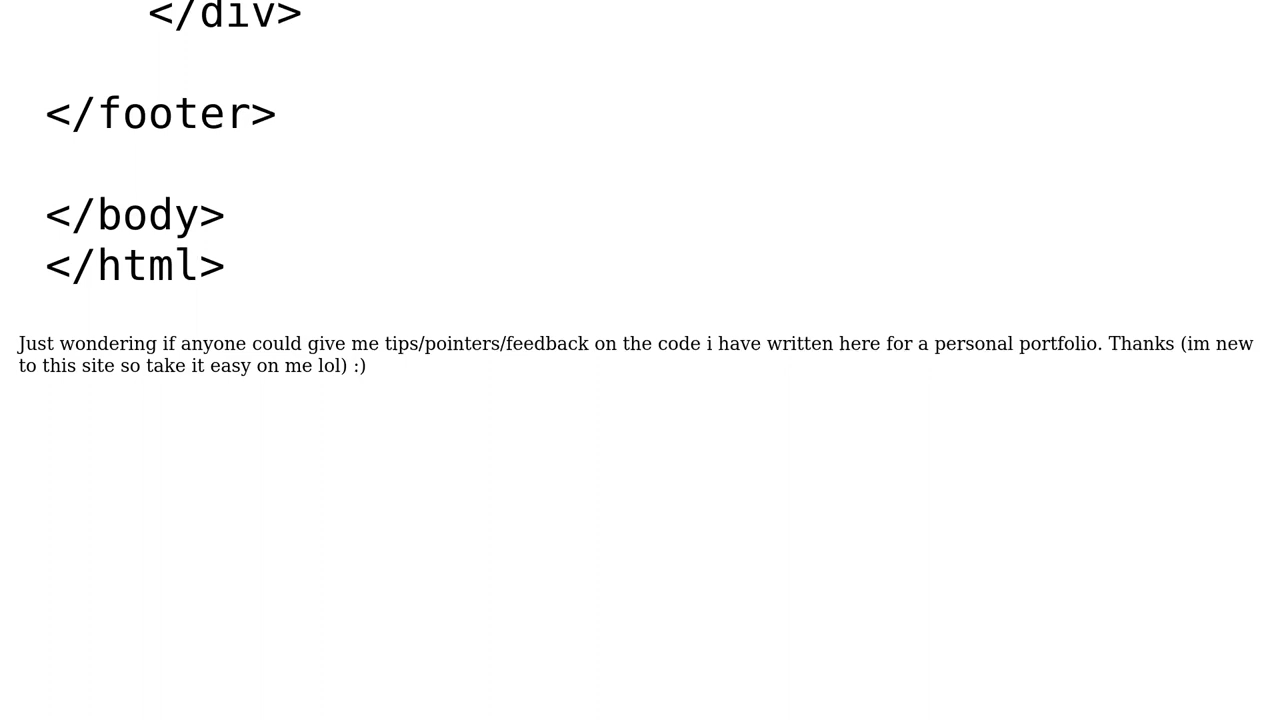 </div>
</footer>
</body>
</html>
Just wondering if anyone could give me tips/pointers/feedback on the code i have written here for a personal portfolio. Thanks (im new
to this site so take it easy on me lol) :)